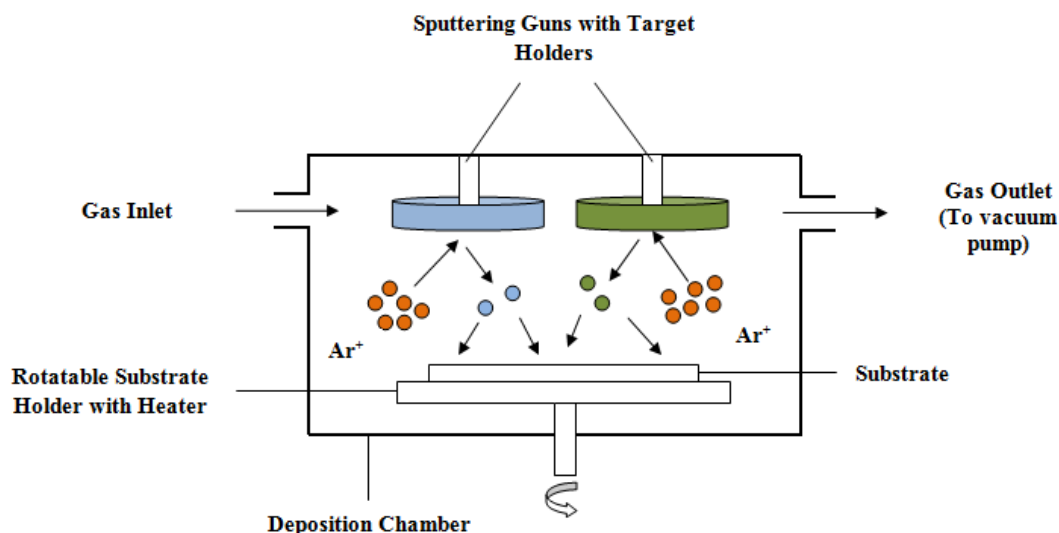 Sputtering Guns with Target
Holders
Gas Inlet
Gas Outlet
(To vacuum
pump)
Ar⁺
Ar⁺
Rotatable Substrate
Holder with Heater
Substrate
Deposition Chamber